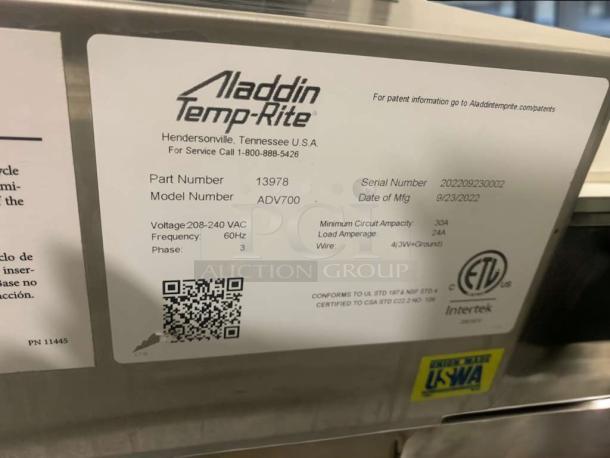 ycle
mi-
f the
clo de
inser-
Base no
acción.
PN 11445
Aladdin
Temp-Rite®
Hendersonville, Tennessee U.S.A.
For Service Call 1-800-888-5426
For patent information go to Aladdintemprite.com/patents
Part Number 13978
Model Number ADV700
Serial Number 202209230002
Date of Mfg 9/23/2022
Voltage: 208-240 VAC
Frequency: 60Hz
Phase: 3
Minimum Circuit Ampacity: 30A
Load Amperage: 24A
Wire: 4(3W+Ground)
PCI
AUCTION GROUP
CONFORMS TO UL STD 197 & NSF STD 4
CERTIFIED TO CSA STD C22.2 NO. 109
C ETL US
Intertek
UNION MADE
USWA